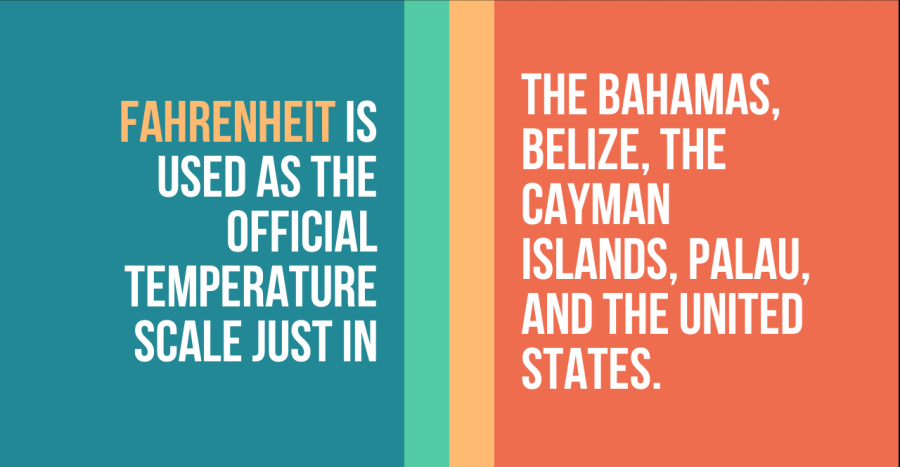 FAHRENHEIT IS
USED AS THE
OFFICIAL
TEMPERATURE
SCALE JUST IN
THE BAHAMAS,
BELIZE, THE
CAYMAN
ISLANDS, PALAU,
AND THE UNITED
STATES.